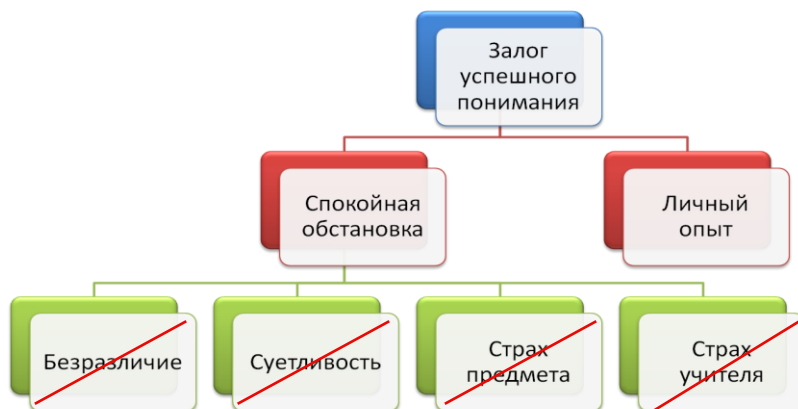 Залог
успешного
понимания
Спокойная
обстановка
Личный
опыт
Безразличие
Суетливость
Страх
предмета
Страх
учителя